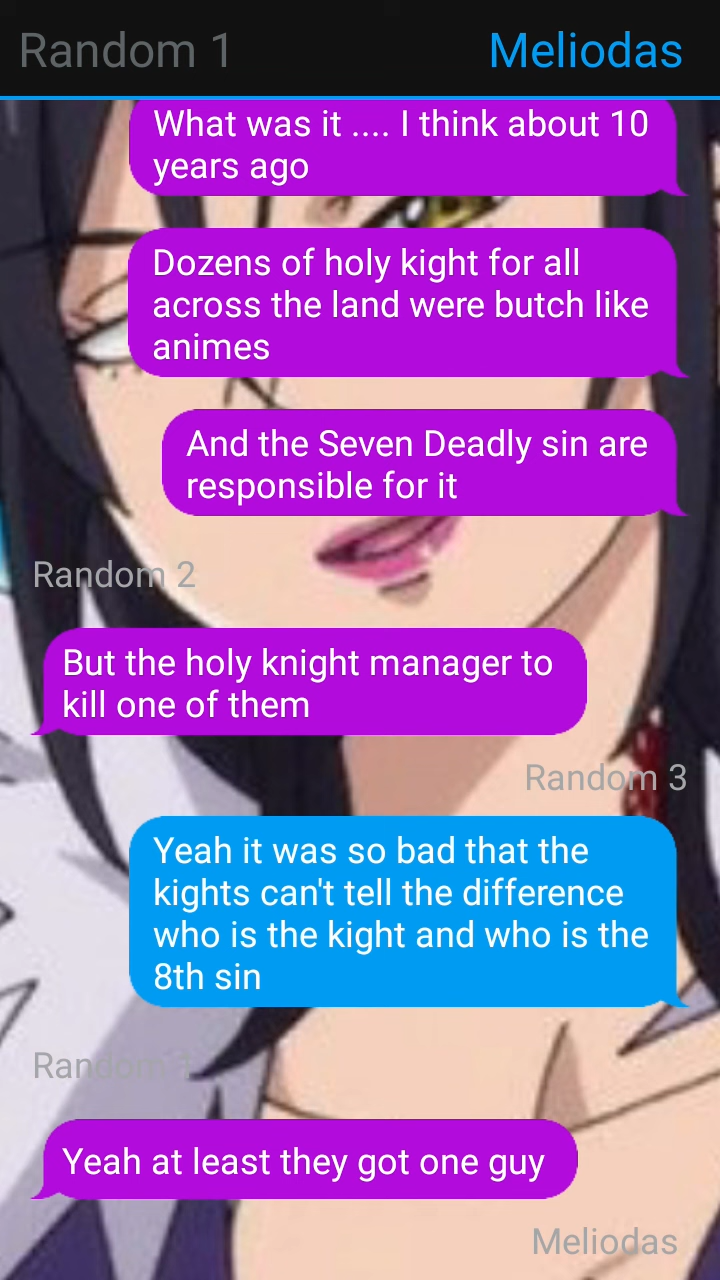 Random 1 Meliodas
What was it .... I think about 10
years ago
Dozens of holy kight for all
across the land were butch like
animes
And the Seven Deadly sin are
responsible for it
Random 2
But the holy knight manager to
kill one of them
Random 3
Yeah it was so bad that the
kights can't tell the difference
who is the kight and who is the
8th sin
Random 1
Yeah at least they got one guy
Meliodas